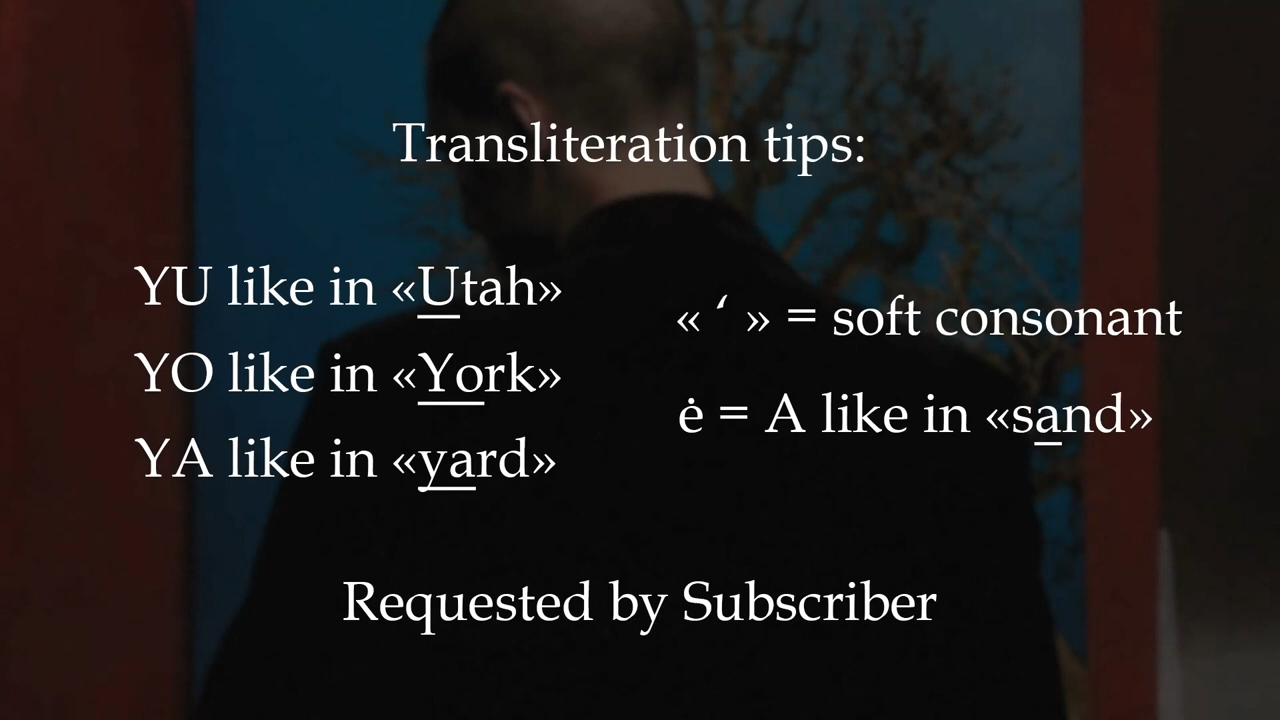 Transliteration tips:
YU like in «Utah»
YO like in «York»
YA like in «yard»
« ‘ » = soft consonant
ė = A like in «sand»
Requested by Subscriber